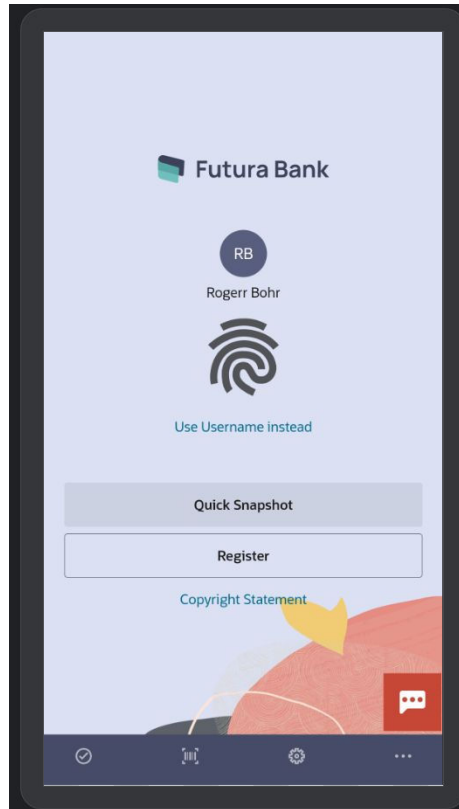 Futura Bank
RB
Rogerr Bohr
Use Username instead
Quick Snapshot
Register
Copyright Statement